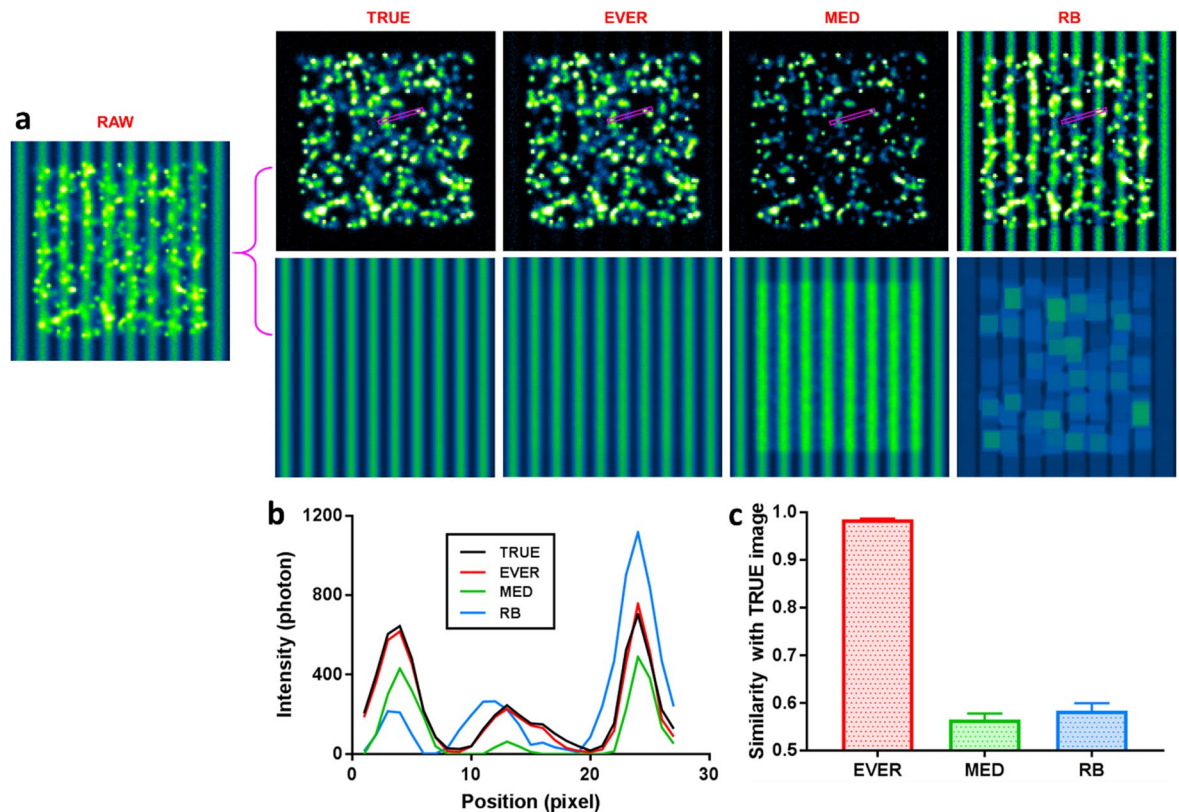 TRUE EVER MED RB
a
RAW
b
1200
800
400
0
Intensity (photon)
TRUE
EVER
MED
RB
0 10 20 30
Position (pixel)
c
1.0
0.9
0.8
0.7
0.6
0.5
Similarity with TRUE image
EVER MED RB